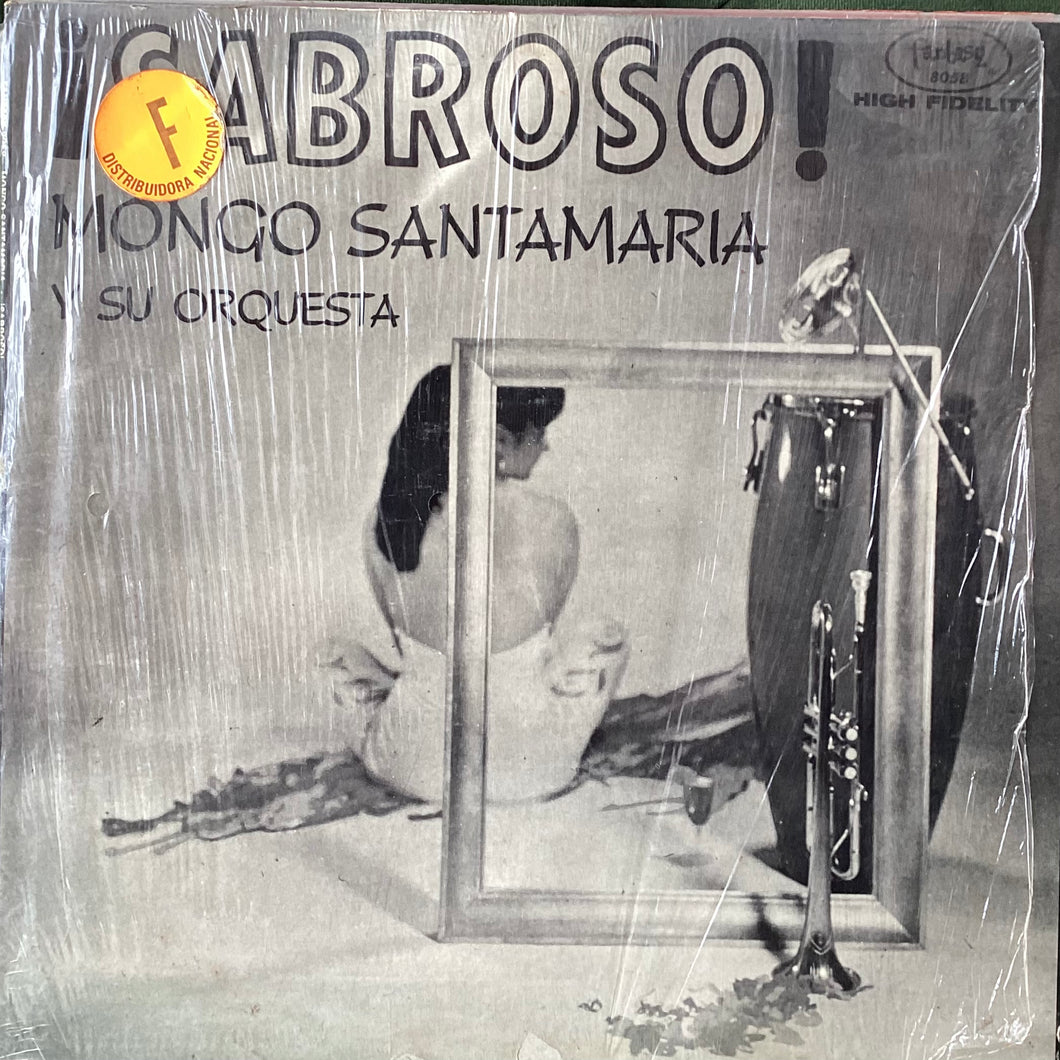 ¡SABROSO!
Fantasy
8058
HIGH FIDELITY
F
DISTRIBUIDORA NACIONAL
MONGO SANTAMARIA
Y SU ORQUESTA